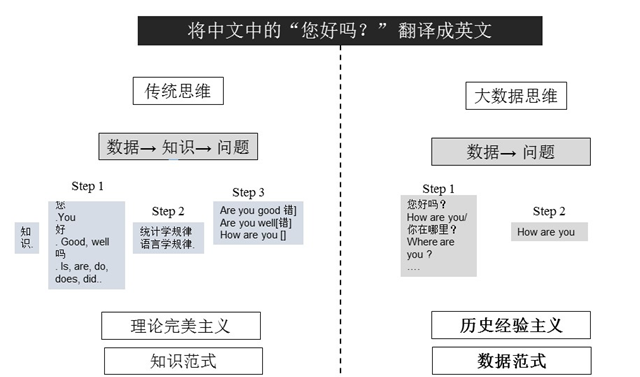 将中文中的“您好吗？”翻译成英文
传统思维
数据→ 知识→ 问题
Step 1
Step 2
Step 3
知
识.
您
.You
好
. Good, well
吗
. Is, are, do,
does, did..
统计学规律
语言学规律.
Are you good 错]
Are you well[错]
How are you []
理论完美主义
知识范式
大数据思维
数据→ 问题
Step 1
Step 2
您好吗？
How are you/
你在哪里？
Where are
you ?
....
How are you
历史经验主义
数据范式